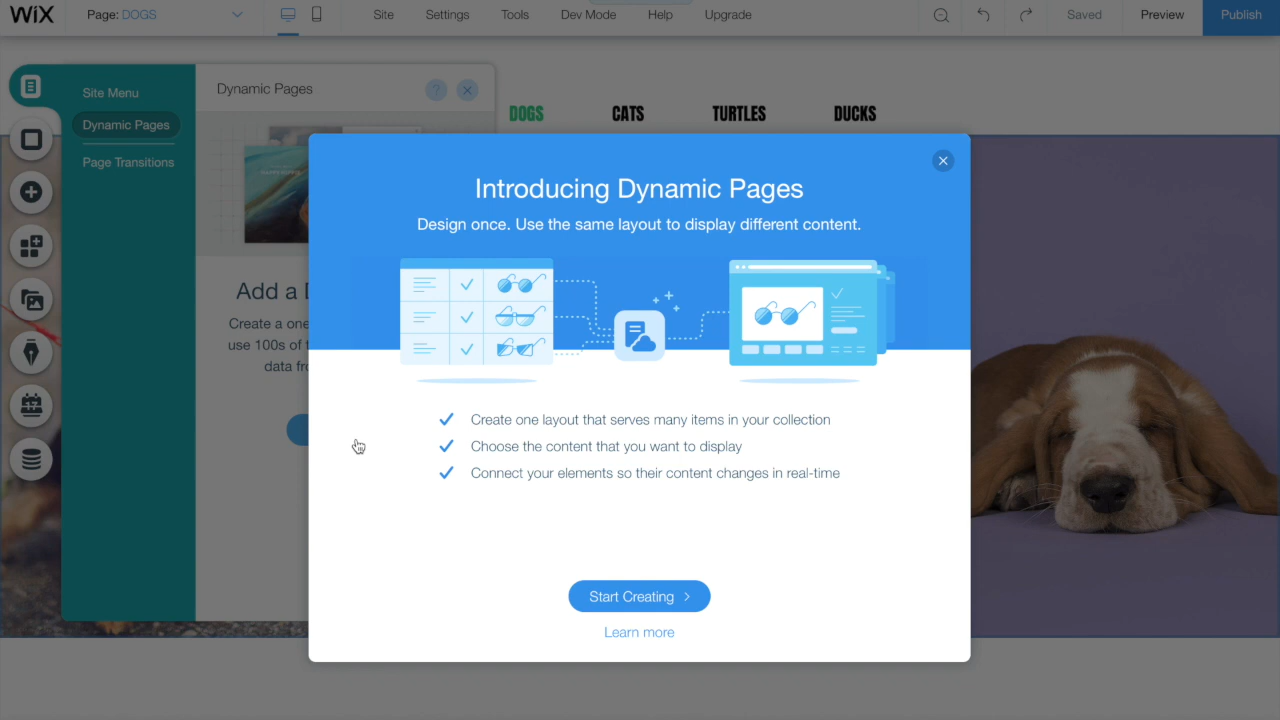 WiX
Page: DOGS
Site
Settings
Tools
Dev Mode
Help
Upgrade
Saved
Preview
Publish
Site Menu
Dynamic Pages
Page Transitions
Dynamic Pages
?
DOGS
CATS
TURTLES
DUCKS
Add a
Create a one
use 100s of
data
17
Introducing Dynamic Pages
Design once. Use the same layout to display different content.
Create one layout that serves many items in your collection
Choose the content that you want to display
Connect your elements so their content changes in real-time
Start Creating >
Learn more